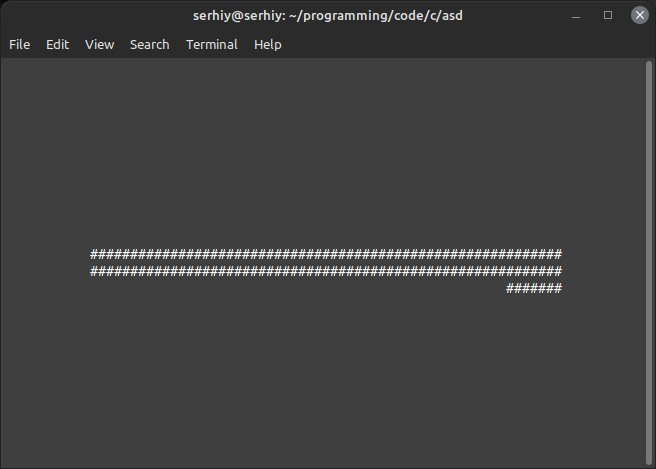 serhiy@serhiy: ~/programming/code/c/asd
File Edit View Search Terminal Help
###########################################################
###########################################################
#######